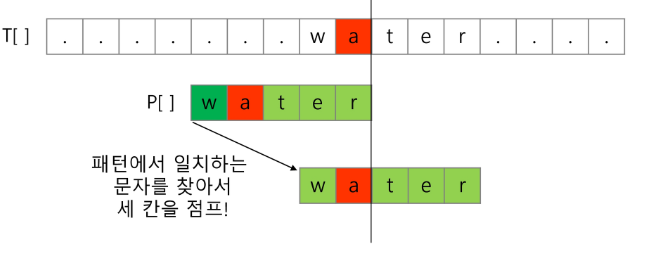 T[ ] . . . . . . . w a t e r . . . .
P[ ] w a t e r
패턴에서 일치하는
문자를 찾아서
세 칸을 점프!
w a t e r